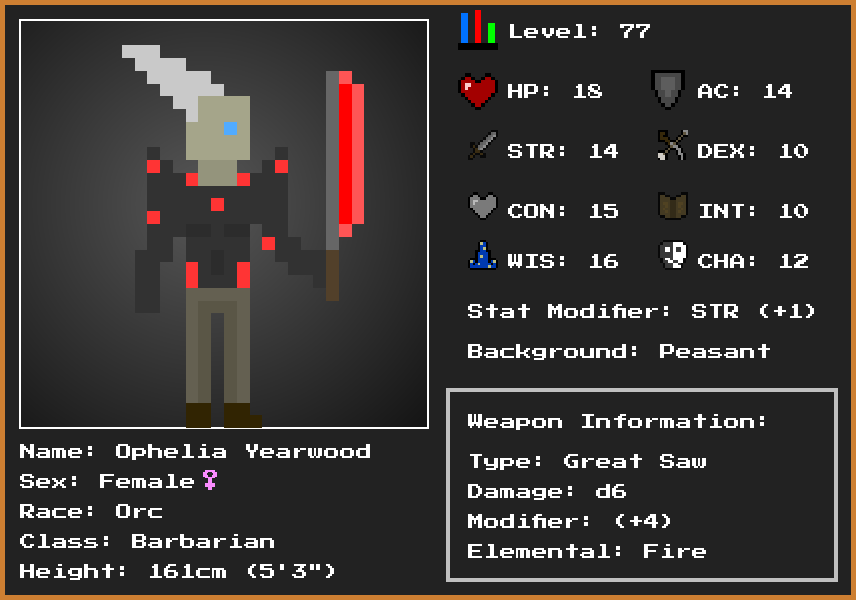 Level: 77
HP: 18
AC: 14
STR: 14
DEX: 10
CON: 15
INT: 10
WIS: 16
CHA: 12
Stat Modifier: STR (+1)
Background: Peasant
Weapon Information:
Type: Great Saw
Damage: d6
Modifier: (+4)
Elemental: Fire
Name: Ophelia Yearwood
Sex: Female♀
Race: Orc
Class: Barbarian
Height: 161cm (5'3")